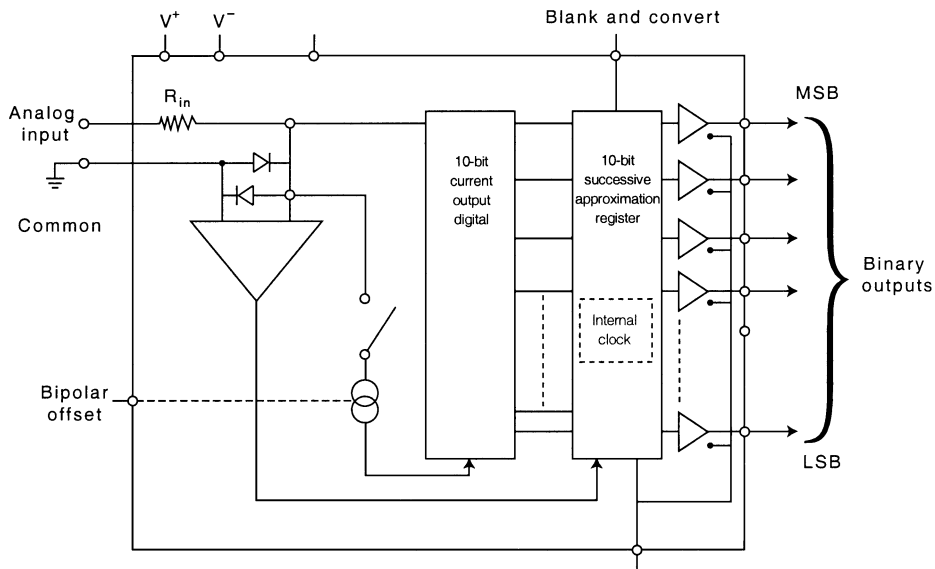 V+
V−
Blank and convert
Analog
input
Rin
MSB
Common
10-bit
current
output
digital
10-bit
successive
approximation
register
Internal
clock
Binary
outputs
Bipolar
offset
LSB